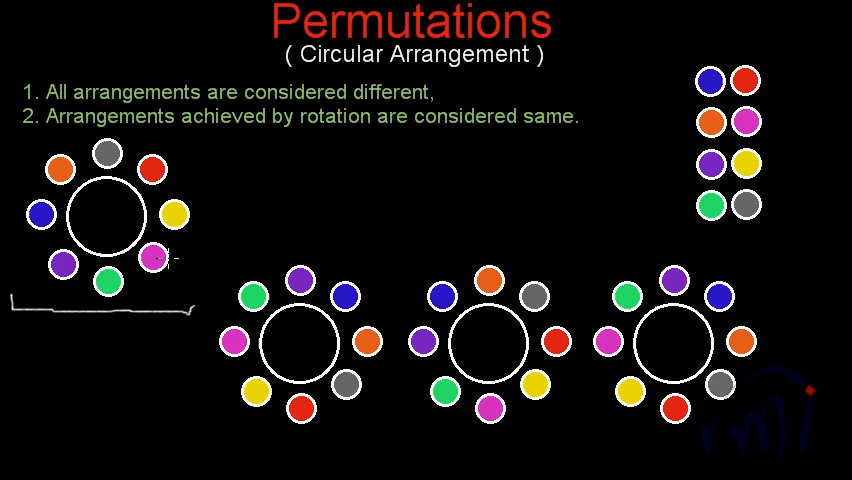 Permutations
( Circular Arrangement )
1. All arrangements are considered different,
2. Arrangements achieved by rotation are considered same.